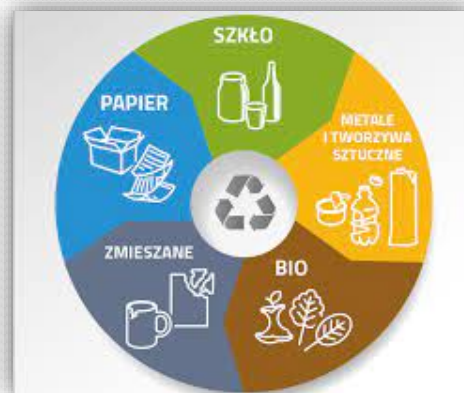 SZKŁO
PAPIER
METALE
I TWORZYWA
SZTUCZNE
ZMIESZANE
BIO